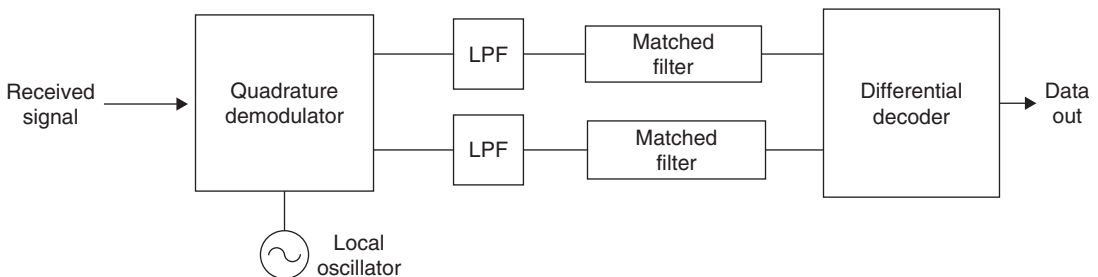 Received
signal
Quadrature
demodulator
LPF
Matched
filter
LPF
Matched
filter
Differential
decoder
Data
out
Local
oscillator